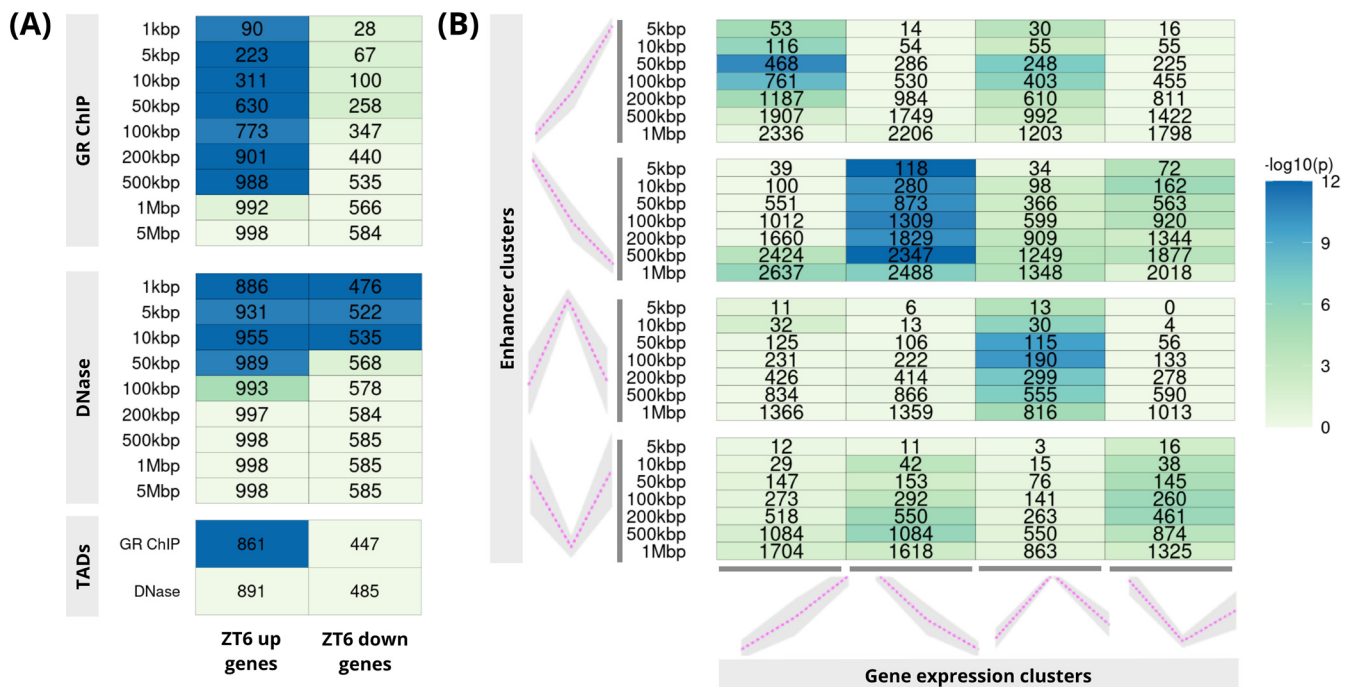 (A)
GR ChIP
1kbp 90 28
5kbp 223 67
10kbp 311 100
50kbp 630 258
100kbp 773 347
200kbp 901 440
500kbp 988 535
1Mbp 992 566
5Mbp 998 584
DNase
1kbp 886 476
5kbp 931 522
10kbp 955 535
50kbp 989 568
100kbp 993 578
200kbp 997 584
500kbp 998 585
1Mbp 998 585
5Mbp 998 585
TADs
GR ChIP 861 447
DNase 891 485
ZT6 up ZT6 down
genes genes
(B)
Enhancer clusters
5kbp 53 14 30 16
10kbp 116 54 55 55
50kbp 468 286 248 225
100kbp 761 530 403 455
200kbp 1187 984 610 811
500kbp 1907 1749 992 1422
1Mbp 2336 2206 1203 1798
5kbp 39 118 34 72
10kbp 100 280 98 162
50kbp 551 873 366 563
100kbp 1012 1309 599 920
200kbp 1660 1829 909 1344
500kbp 2424 2347 1249 1877
1Mbp 2637 2488 1348 2018
5kbp 11 6 13 0
10kbp 32 13 30 4
50kbp 125 106 115 56
100kbp 231 222 190 133
200kbp 426 414 299 278
500kbp 834 866 555 590
1Mbp 1366 1359 816 1013
5kbp 12 11 3 16
10kbp 29 42 15 38
50kbp 147 153 76 145
100kbp 273 292 141 260
200kbp 518 550 263 461
500kbp 1084 1084 550 874
1Mbp 1704 1618 863 1325
Gene expression clusters
-log10(p)
12
9
6
3
0